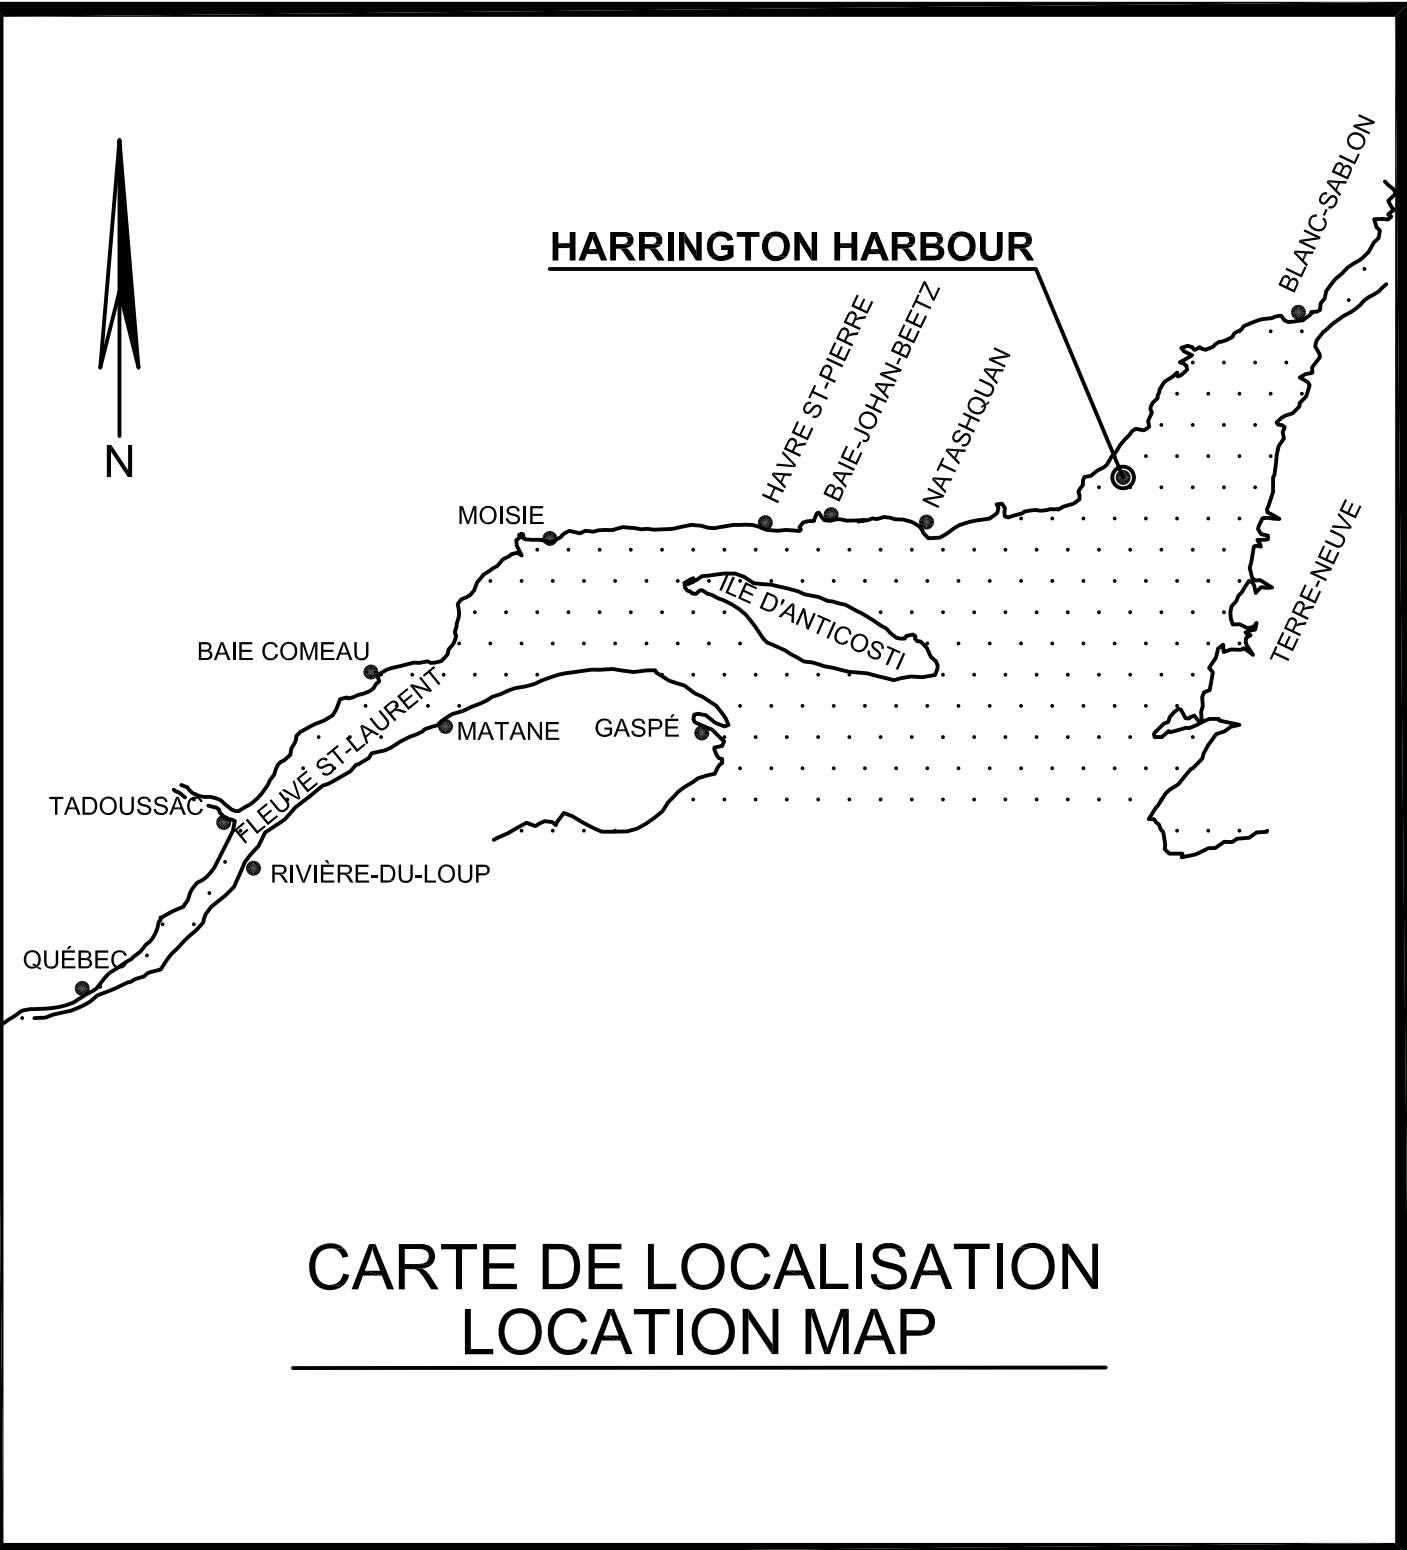 BLANC-SABLON
HARRINGTON HARBOUR
HAVRE ST-PIERRE
BAIE-JOHAN-BEETZ
NATASHQUAN
N
MOISIE
TERRE-NEUVE
ILE D'ANTICOSTI
BAIE COMEAU
FLEUVE ST-LAURENT
MATANE
GASPÉ
TADOUSSAC
RIVIÈRE-DU-LOUP
QUÉBEC
CARTE DE LOCALISATION
LOCATION MAP